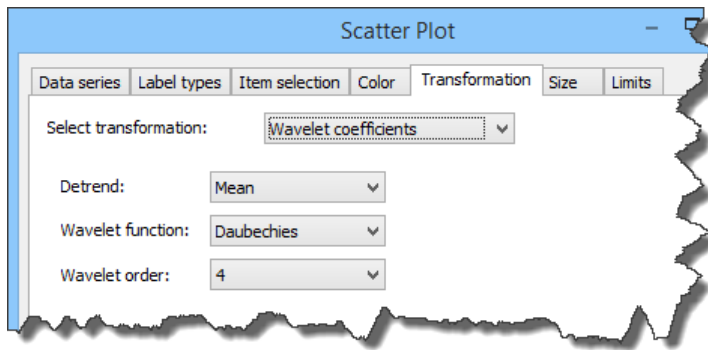 Scatter Plot
Data series Label types Item selection Color Transformation Size Limits
Select transformation: Wavelet coefficients
Detrend: Mean
Wavelet function: Daubechies
Wavelet order: 4